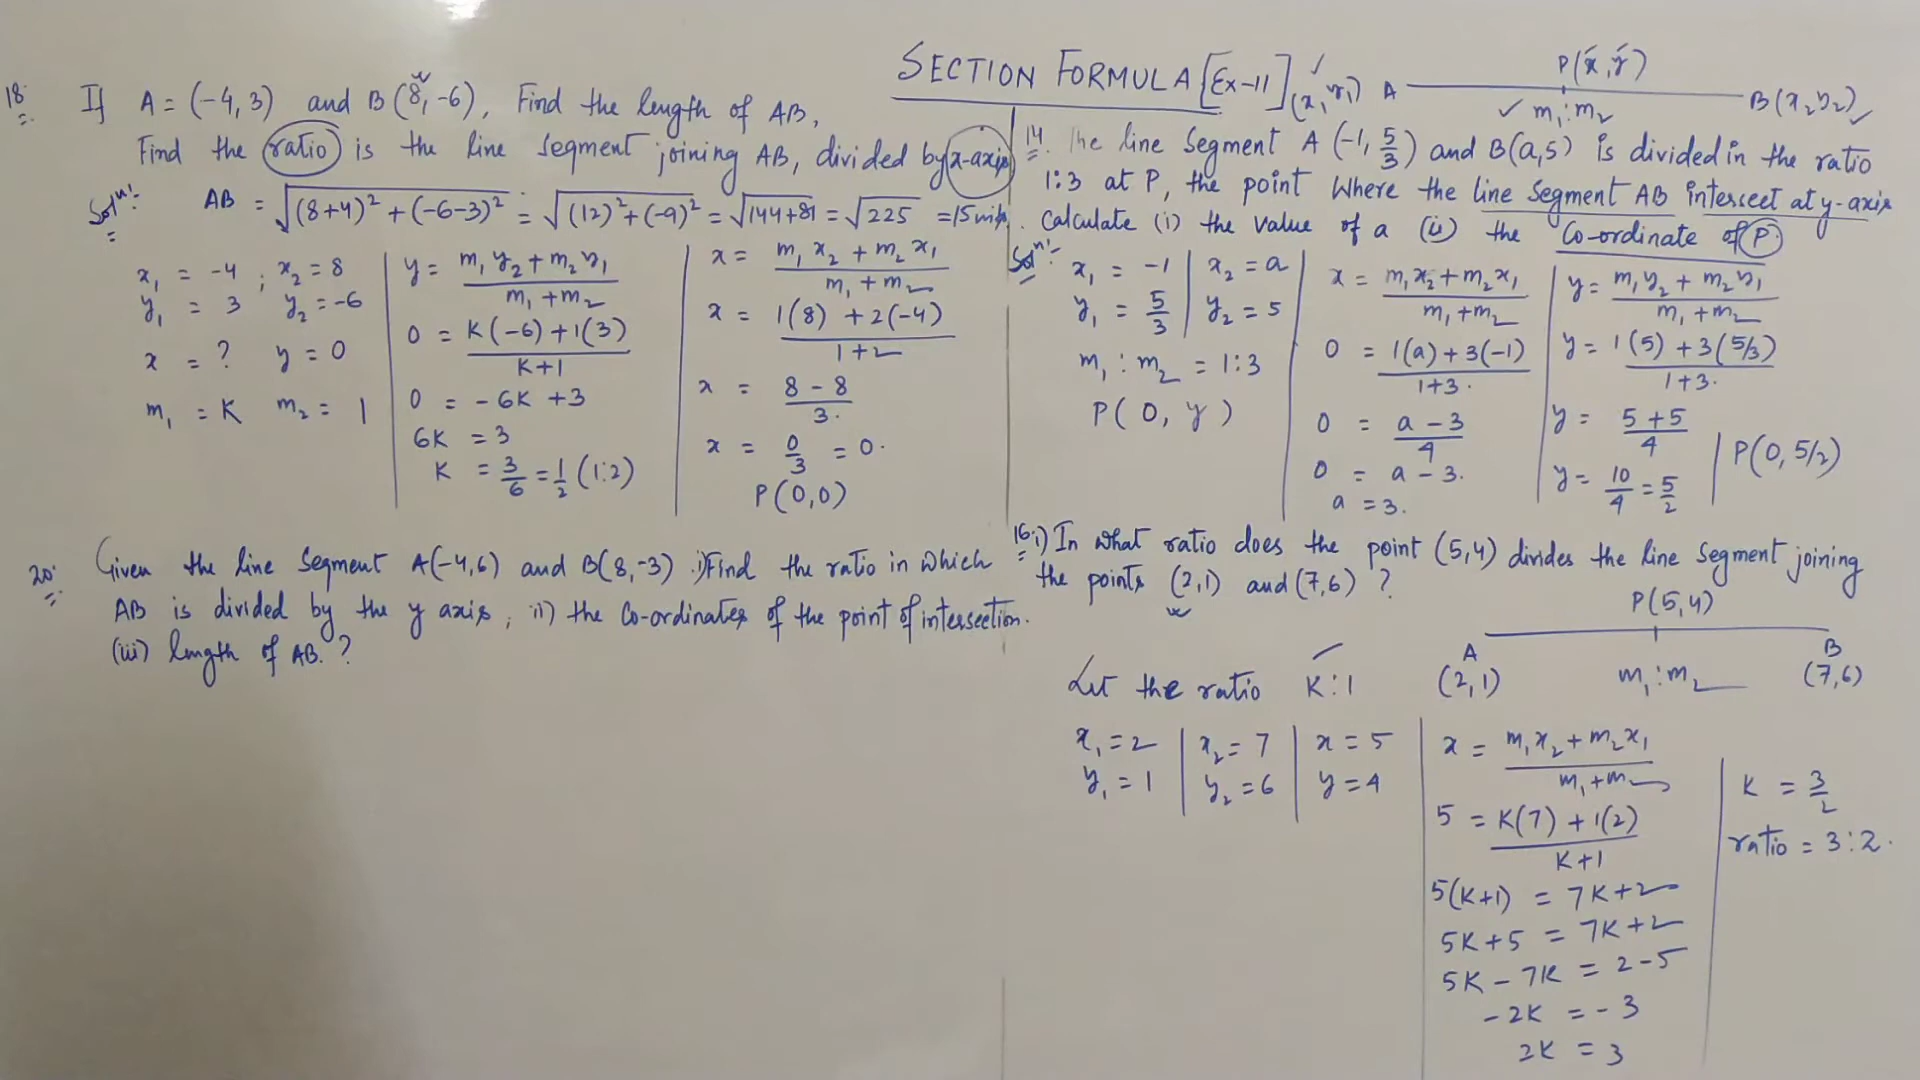 SECTION FORMULA [Ex-11]
(x₁ y₁) A P(x, y) B(x₂ y₂)
m₁ : m₂
18. If A = (-4, 3) and B(8, -6), Find the length of AB,
Find the ratio is the line segment joining AB, divided by x-axis
Solⁿ: AB = √(8+4)² + (-6-3)² = √(12)² + (-9)² = √144+81 = √225 = 15 units.
x₁ = -4 ; x₂ = 8
y₁ = 3 y₂ = -6
x = ? y = 0
m₁ = K m₂ = 1
y = m₁ y₂ + m₂ y₁ / m₁ + m₂
0 = K(-6) + 1(3) / K+1
0 = -6K + 3
6K = 3
K = 3/6 = 1/2 (1:2)
x = m₁ x₂ + m₂ x₁ / m₁ + m₂
x = 1(8) + 2(-4) / 1+2
x = 8 - 8 / 3.
x = 0/3 = 0.
P(0,0)
14. The line segment A (-1, 5/3) and B(a,5) is divided in the ratio
1:3 at P, the point Where the line segment AB intersect at y-axis
Calculate (i) the value of a (ii) the Co-ordinate of P.
Solⁿ: x₁ = -1 x₂ = a
y₁ = 5/3 y₂ = 5
m₁ : m₂ = 1:3
P( 0, y )
x = m₁x₂ + m₂x₁ / m₁+m₂
0 = 1(a) + 3(-1) / 1+3.
0 = a - 3 / 4
0 = a - 3.
a = 3.
y = m₁y₂ + m₂y₁ / m₁+m₂
y = 1(5) + 3(5/3) / 1+3.
y = 5+5 / 4
y = 10/4 = 5/2
P(0, 5/2)
20. Given the line segment A(-4,6) and B(8,-3) i) Find the ratio in which
AB is divided by the y axis, ii) the Co-ordinates of the point of intersection.
(iii) length of AB. ?
16. i) In what ratio does the point (5,4) divides the line segment joining
the points (2,1) and (7,6) ?
P(5,4)
A B
(2,1) m₁ : m₂ (7,6)
Let the ratio K:1
x₁ = 2 x₂ = 7 x = 5
y₁ = 1 y₂ = 6 y = 4
x = m₁x₂ + m₂x₁ / m₁+m₂
5 = K(7) + 1(2) / K+1
5(K+1) = 7K+2
5K+5 = 7K+2
5K - 7K = 2-5
-2K = -3
2K = 3
K = 3/2
ratio = 3:2.